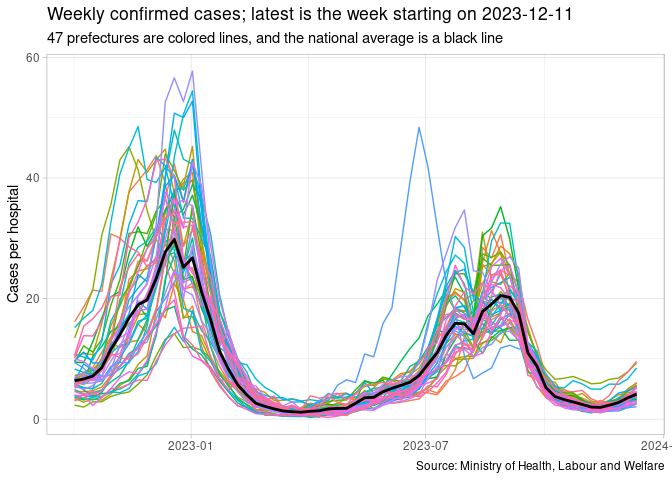 Weekly confirmed cases; latest is the week starting on 2023-12-11
47 prefectures are colored lines, and the national average is a black line
Cases per hospital
60
40
20
0
2023-01
2023-07
2024-
Source: Ministry of Health, Labour and Welfare